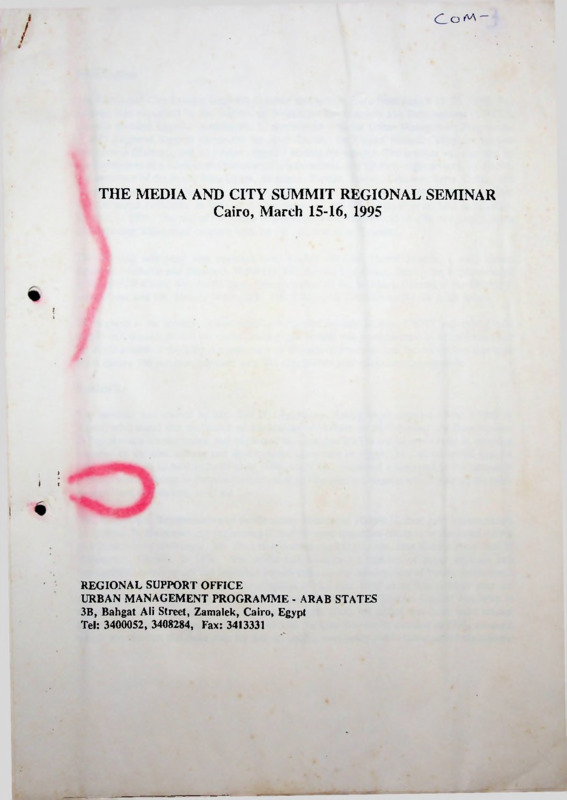 COM-3
THE MEDIA AND CITY SUMMIT REGIONAL SEMINAR
Cairo, March 15-16, 1995
REGIONAL SUPPORT OFFICE
URBAN MANAGEMENT PROGRAMME - ARAB STATES
3B, Bahgat Ali Street, Zamalek, Cairo, Egypt
Tel: 3400052, 3408284, Fax: 3413331